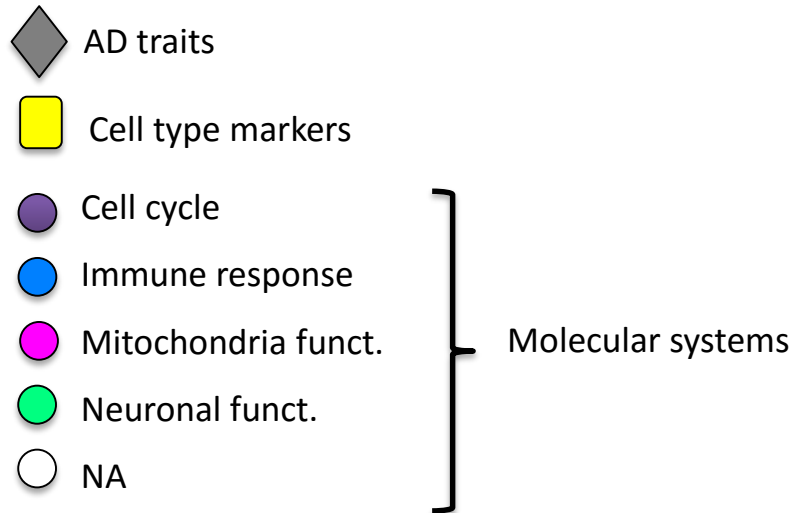 AD traits
Cell type markers
Cell cycle
Immune response
Mitochondria funct.
Molecular systems
Neuronal funct.
NA